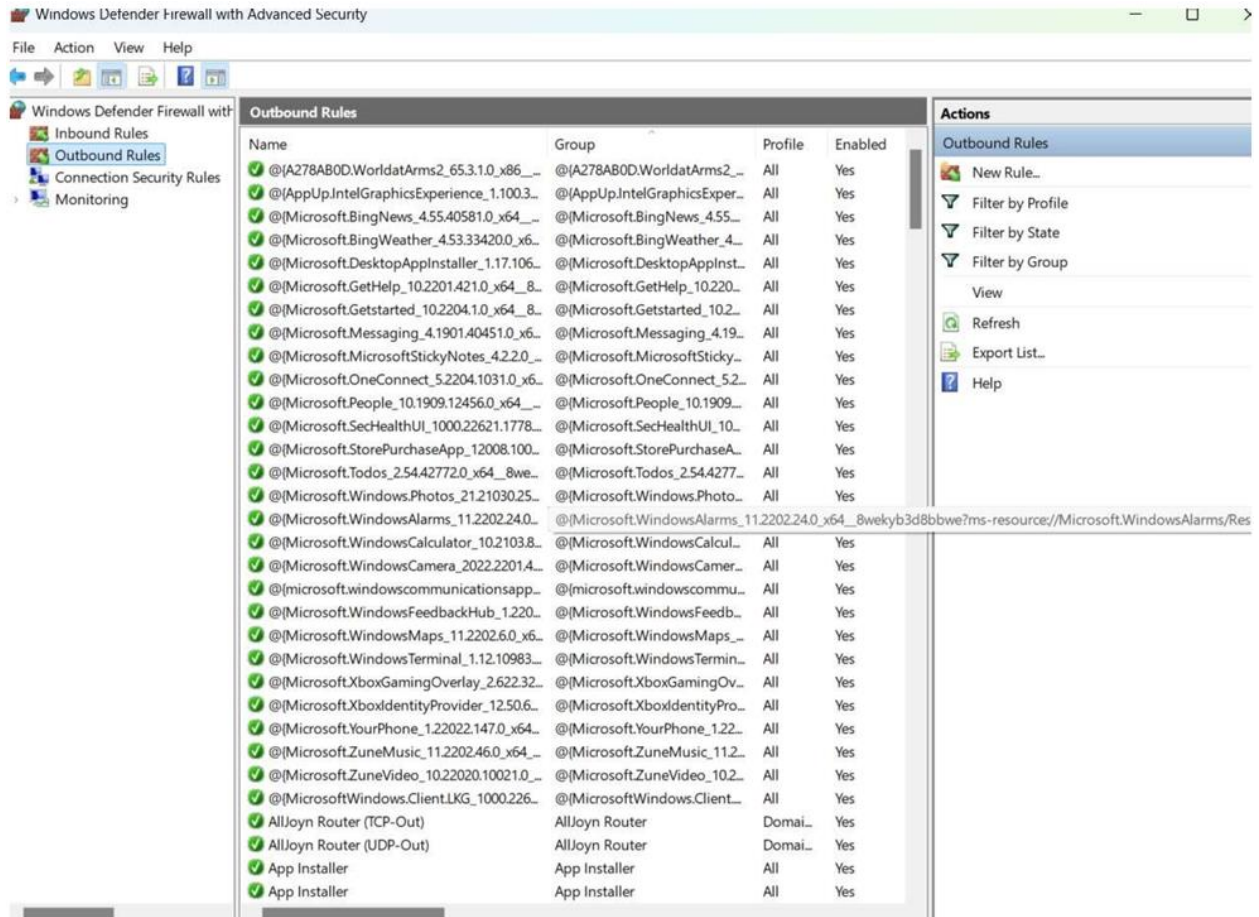 Windows Defender Firewall with Advanced Security
File Action View Help
Windows Defender Firewall with
Inbound Rules
Outbound Rules
Connection Security Rules
Monitoring
Outbound Rules
Name Group Profile Enabled
@{A278AB0D.WorldatArms2_65.3.1.0_x86__... @{A278AB0D.WorldatArms2_... All Yes
@{AppUp.IntelGraphicsExperience_1.100.3... @{AppUp.IntelGraphicsExper... All Yes
@{Microsoft.BingNews_4.55.40581.0_x64__... @{Microsoft.BingNews_4.55.... All Yes
@{Microsoft.BingWeather_4.53.33420.0_x6... @{Microsoft.BingWeather_4.... All Yes
@{Microsoft.DesktopAppInstaller_1.17.106... @{Microsoft.DesktopAppInst... All Yes
@{Microsoft.GetHelp_10.2201.421.0_x64__8... @{Microsoft.GetHelp_10.220... All Yes
@{Microsoft.Getstarted_10.2204.1.0_x64__8... @{Microsoft.Getstarted_10.2... All Yes
@{Microsoft.Messaging_4.1901.40451.0_x6... @{Microsoft.Messaging_4.19... All Yes
@{Microsoft.MicrosoftStickyNotes_4.2.2.0_... @{Microsoft.MicrosoftSticky... All Yes
@{Microsoft.OneConnect_5.2204.1031.0_x6... @{Microsoft.OneConnect_5.2... All Yes
@{Microsoft.People_10.1909.12456.0_x64__... @{Microsoft.People_10.1909.... All Yes
@{Microsoft.SecHealthUI_1000.22621.1778... @{Microsoft.SecHealthUI_10... All Yes
@{Microsoft.StorePurchaseApp_12008.100... @{Microsoft.StorePurchaseA... All Yes
@{Microsoft.Todos_2.54.42772.0_x64__8we... @{Microsoft.Todos_2.54.4277... All Yes
@{Microsoft.Windows.Photos_21.21030.25... @{Microsoft.Windows.Photo... All Yes
@{Microsoft.WindowsAlarms_11.2202.24.0... @{Microsoft.WindowsAlarms_11.2202.24.0_x64__8wekyb3d8bbwe?ms-resource://Microsoft.WindowsAlarms/Res
@{Microsoft.WindowsCalculator_10.2103.8... @{Microsoft.WindowsCalcul... All Yes
@{Microsoft.WindowsCamera_2022.2201.4... @{Microsoft.WindowsCamer... All Yes
@{microsoft.windowscommunicationsapp... @{microsoft.windowscommu... All Yes
@{Microsoft.WindowsFeedbackHub_1.220... @{Microsoft.WindowsFeedb... All Yes
@{Microsoft.WindowsMaps_11.2202.6.0_x6... @{Microsoft.WindowsMaps_... All Yes
@{Microsoft.WindowsTerminal_1.12.10983.... @{Microsoft.WindowsTermin... All Yes
@{Microsoft.XboxGamingOverlay_2.622.32... @{Microsoft.XboxGamingOv... All Yes
@{Microsoft.XboxIdentityProvider_12.50.6... @{Microsoft.XboxIdentityPro... All Yes
@{Microsoft.YourPhone_1.22022.147.0_x64... @{Microsoft.YourPhone_1.22... All Yes
@{Microsoft.ZuneMusic_11.2202.46.0_x64_... @{Microsoft.ZuneMusic_11.2... All Yes
@{Microsoft.ZuneVideo_10.22020.10021.0_... @{Microsoft.ZuneVideo_10.2... All Yes
@{MicrosoftWindows.Client.LKG_1000.226... @{MicrosoftWindows.Client.... All Yes
AllJoyn Router (TCP-Out) AllJoyn Router Domai... Yes
AllJoyn Router (UDP-Out) AllJoyn Router Domai... Yes
App Installer App Installer All Yes
App Installer App Installer All Yes
Actions
Outbound Rules
New Rule...
Filter by Profile
Filter by State
Filter by Group
View
Refresh
Export List...
Help